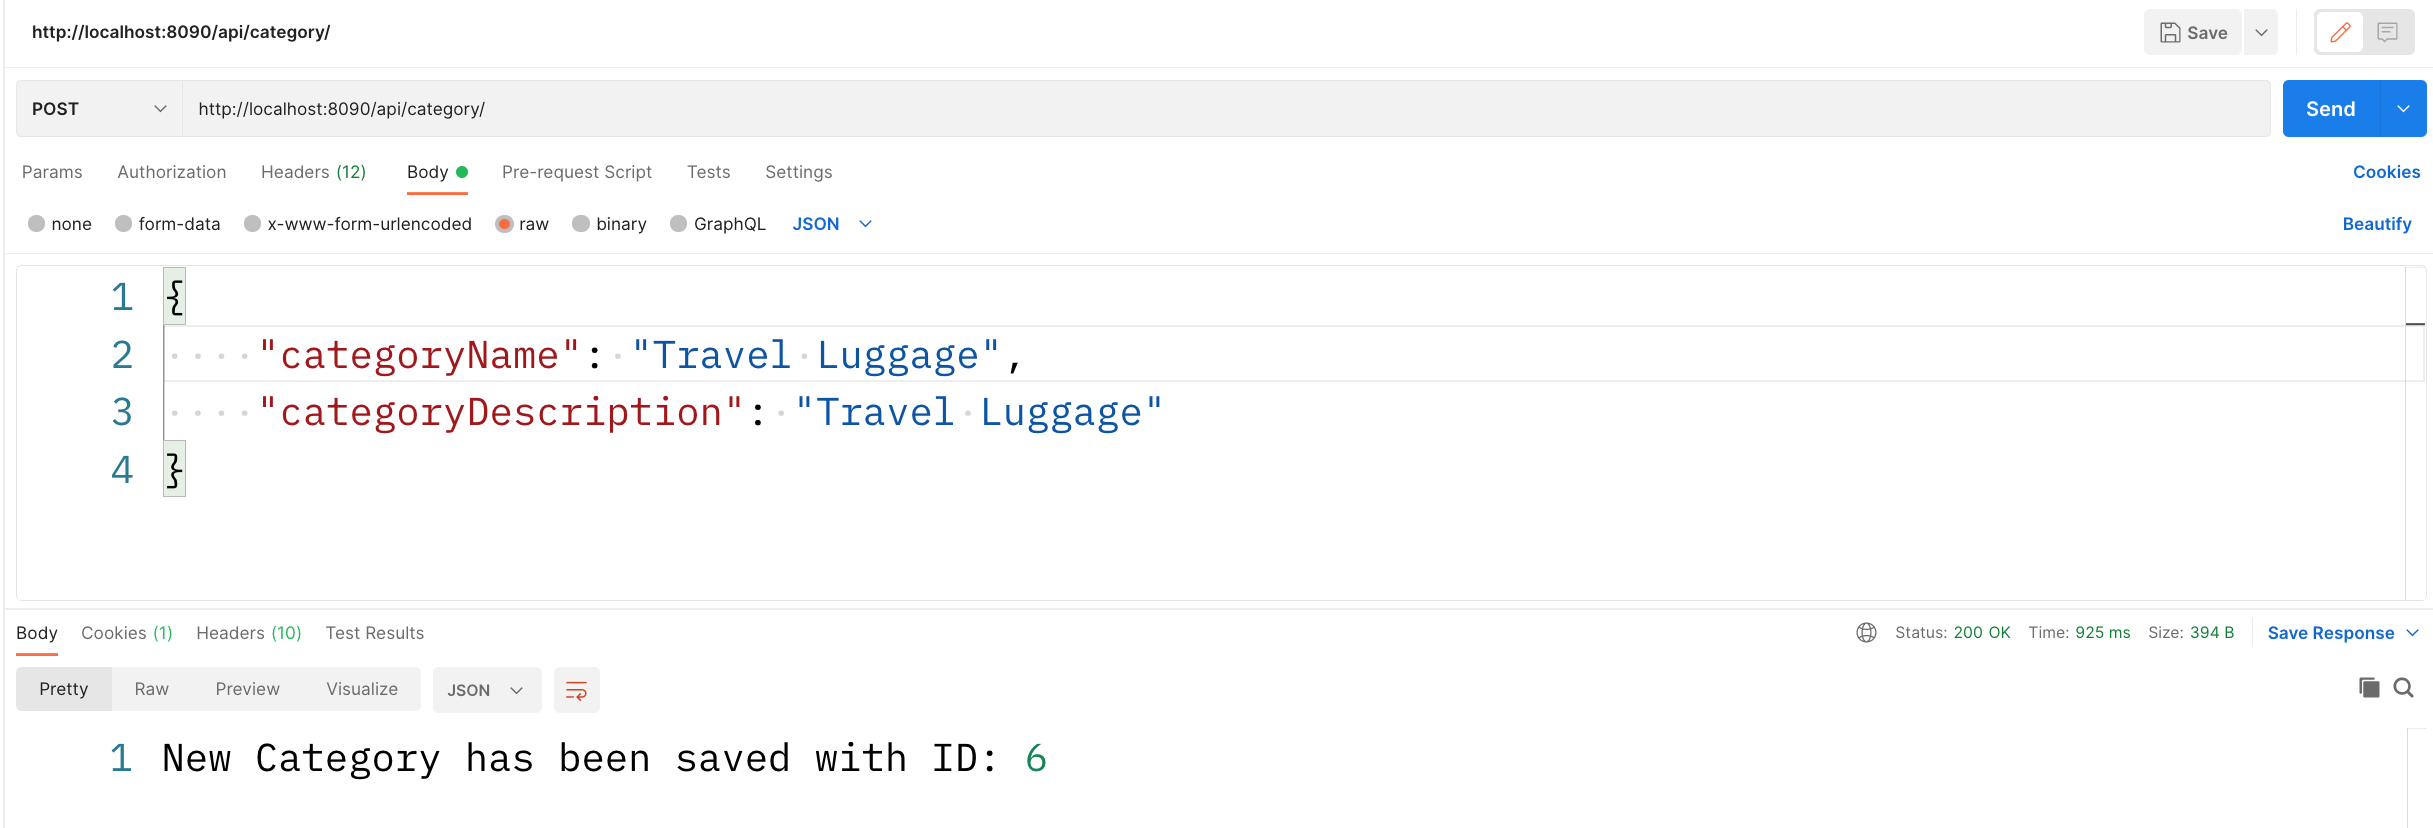 http://localhost:8090/api/category/
Save
POST http://localhost:8090/api/category/ Send
Params Authorization Headers (12) Body Pre-request Script Tests Settings Cookies
none form-data x-www-form-urlencoded raw binary GraphQL JSON Beautify
1 {
2 "categoryName": "Travel Luggage",
3 "categoryDescription": "Travel Luggage"
4 }
Body Cookies (1) Headers (10) Test Results Status: 200 OK Time: 925 ms Size: 394 B Save Response
Pretty Raw Preview Visualize JSON
1 New Category has been saved with ID: 6